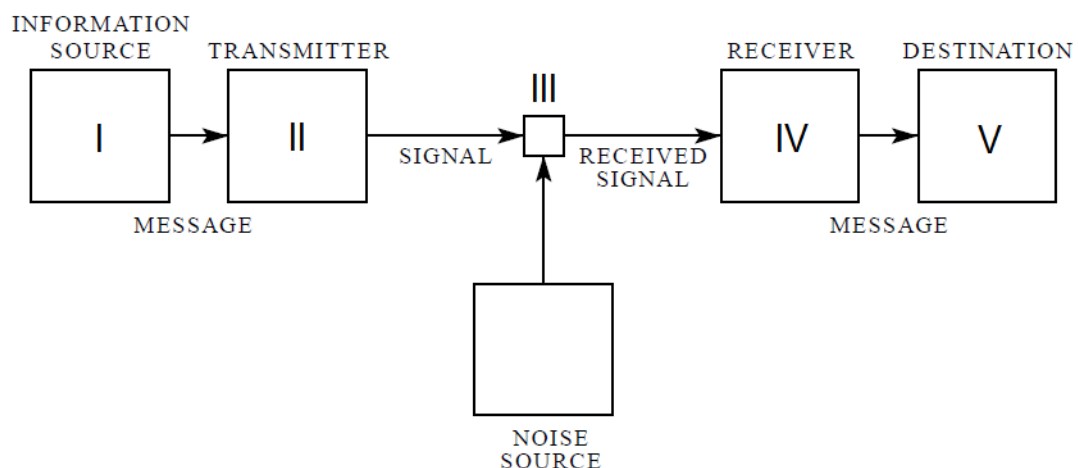 INFORMATION
SOURCE
TRANSMITTER
RECEIVER
DESTINATION
III
I
II
IV
V
SIGNAL
RECEIVED
SIGNAL
MESSAGE
MESSAGE
NOISE
SOURCE